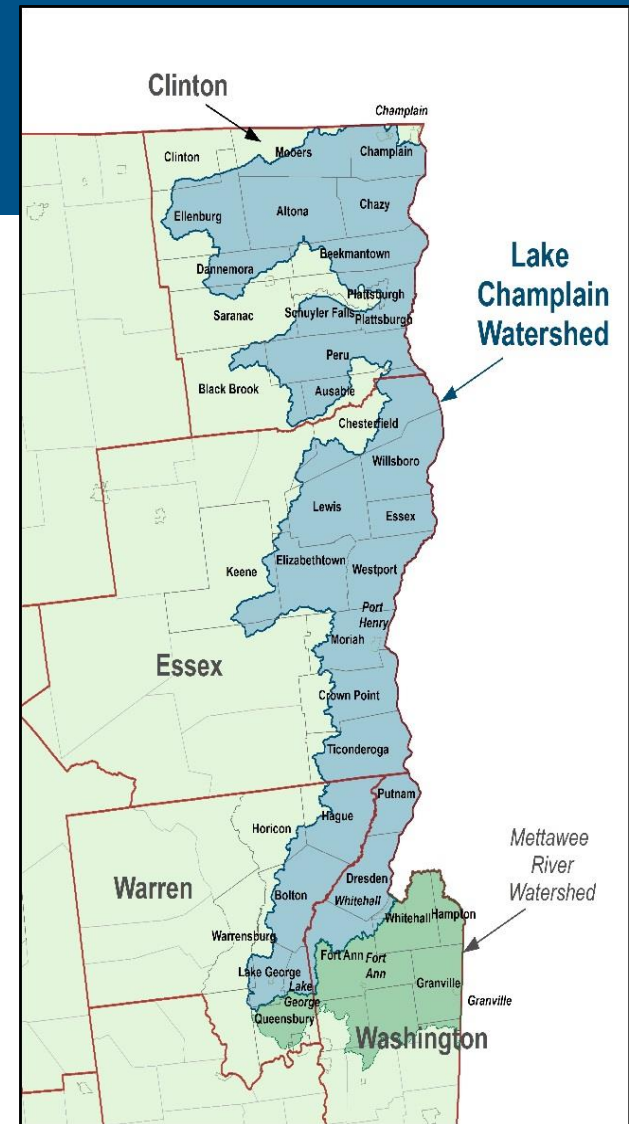 Clinton
Champlain
Clinton
Mooers
Champlain
Ellenburg
Altona
Chazy
Dannemora
Beekmantown
Lake
Champlain
Watershed
Plattsburgh
Saranac
Schuyler Falls
Plattsburgh
Peru
Black Brook
Ausable
Chesterfield
Willsboro
Lewis
Essex
Keene
Elizabethtown
Westport
Port
Henry
Moriah
Essex
Crown Point
Ticonderoga
Putnam
Hague
Horicon
Mettawee
River
Watershed
Warren
Dresden
Bolton
Whitehall
Whitehall
Hampton
Warrensburg
Fort Ann
Fort
Ann
Lake George
Lake
George
Granville
Granville
Queensbury
Washington